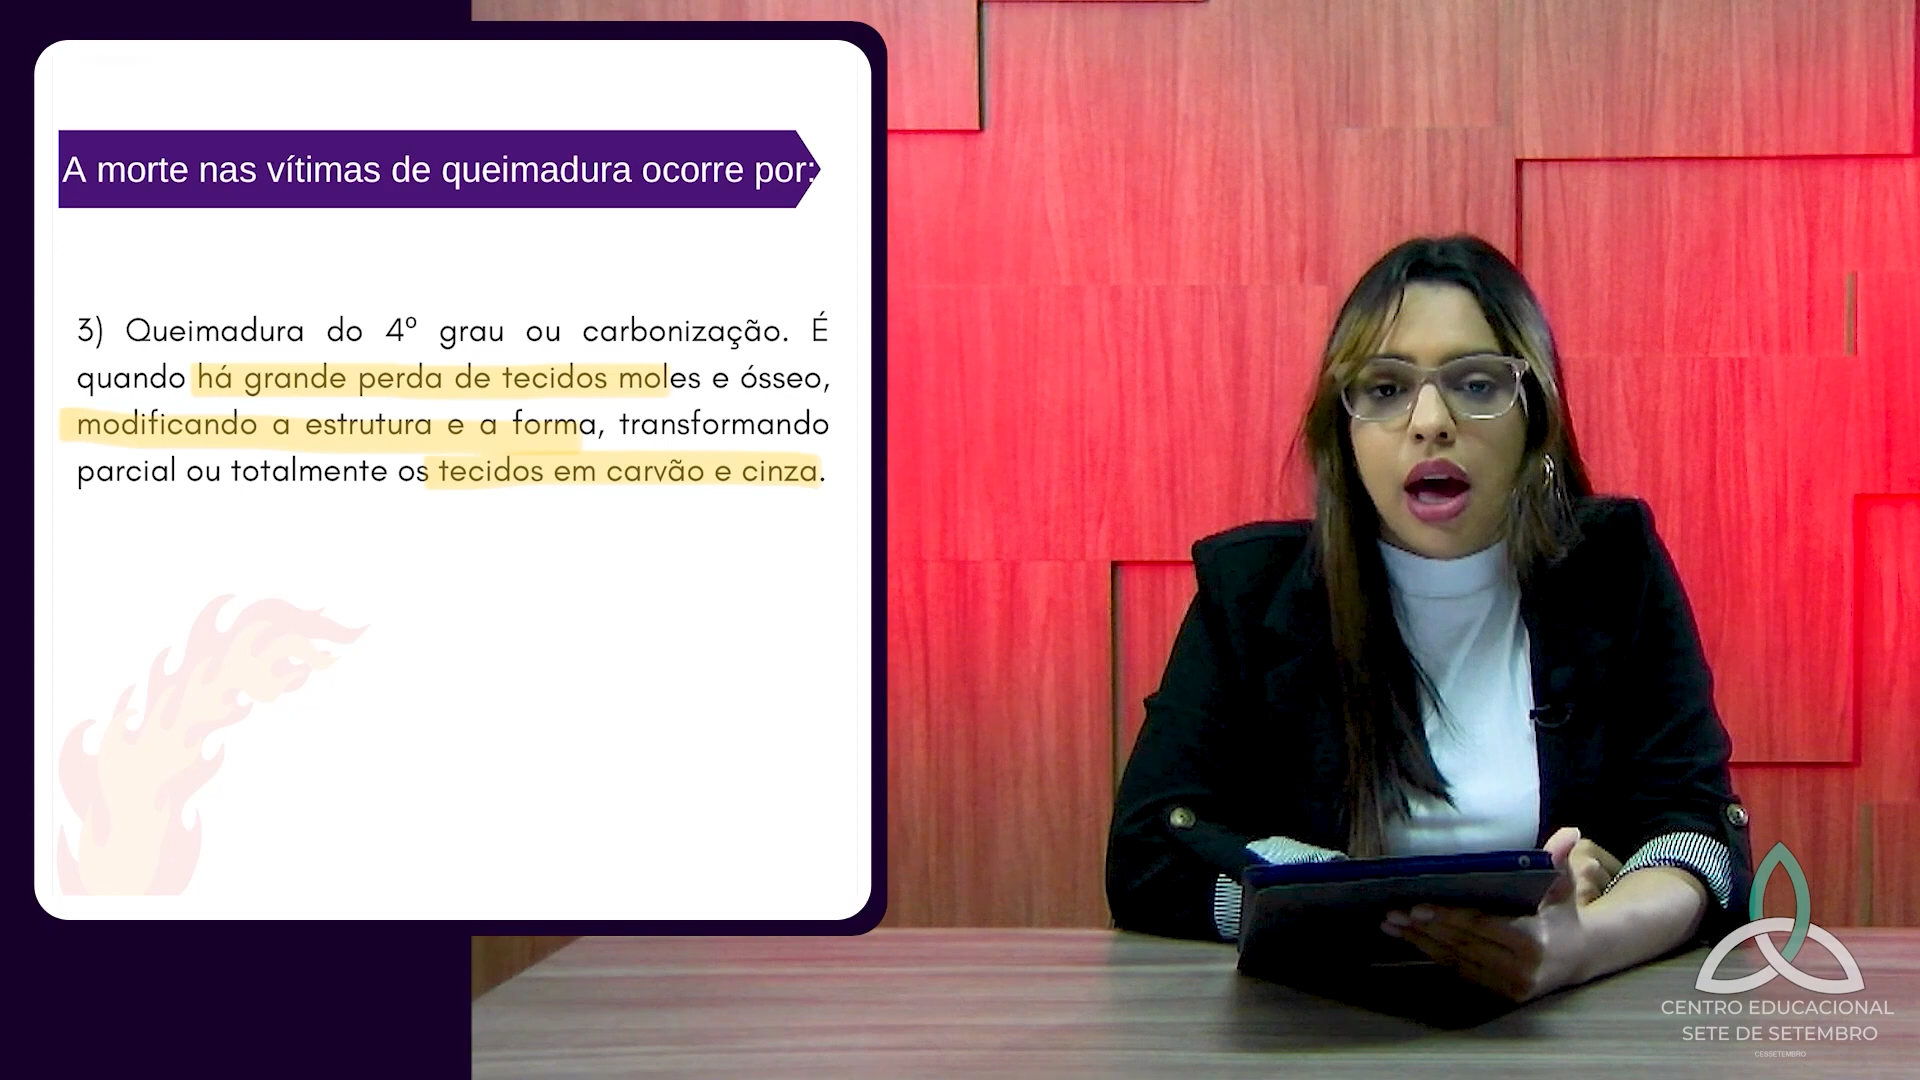 A morte nas vítimas de queimadura ocorre por:
3) Queimadura do 4º grau ou carbonização. É
quando há grande perda de tecidos moles e ósseo,
modificando a estrutura e a forma, transformando
parcial ou totalmente os tecidos em carvão e cinza.
CENTRO EDUCACIONAL
SETE DE SETEMBRO
CESSETEMBRO